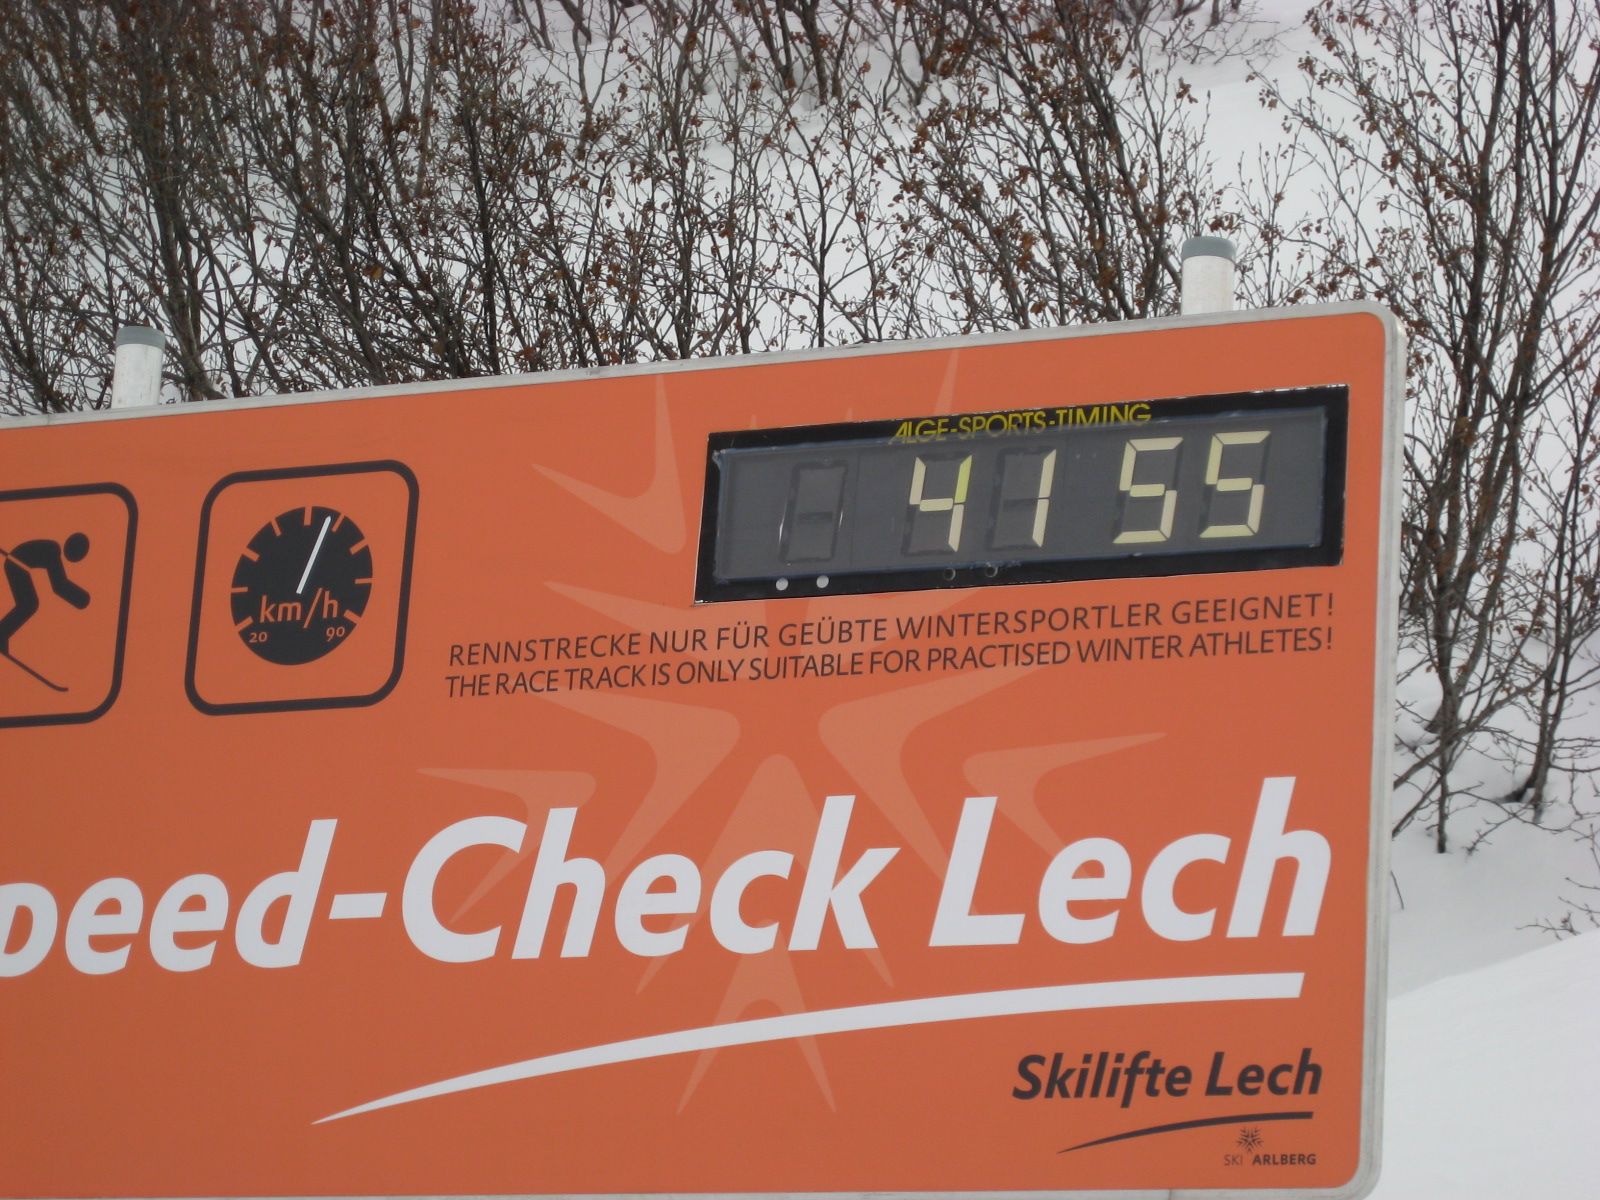 ALGE-SPORTS-TIMING
41 55
km/h
20 90
RENNSTRECKE NUR FÜR GEÜBTE WINTERSPORTLER GEEIGNET!
THE RACE TRACK IS ONLY SUITABLE FOR PRACTISED WINTER ATHLETES!
peed-Check Lech
Skilifte Lech
SKI ARLBERG